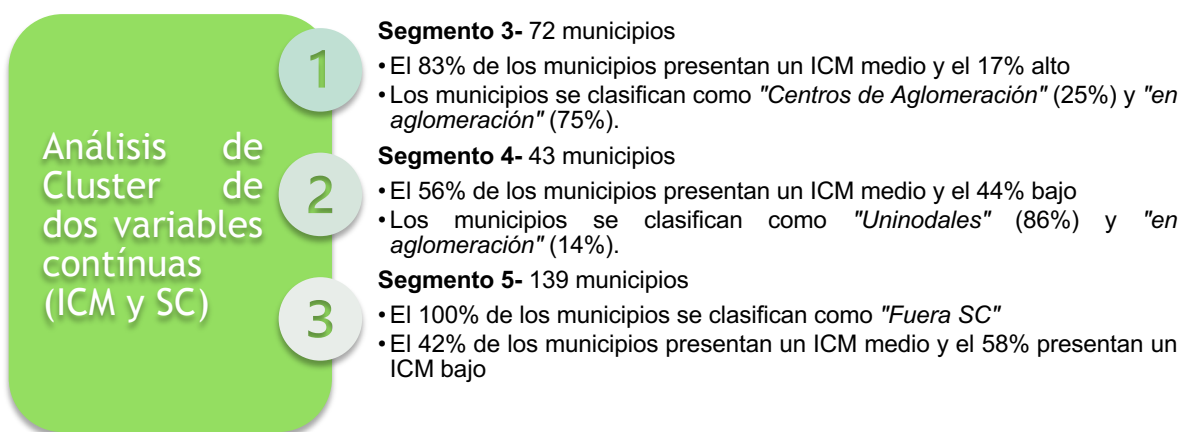 Análisis de
Cluster de
dos variables
contínuas
(ICM y SC)
1
Segmento 3- 72 municipios
•El 83% de los municipios presentan un ICM medio y el 17% alto
•Los municipios se clasifican como "Centros de Aglomeración" (25%) y "en
aglomeración" (75%).
2
Segmento 4- 43 municipios
•El 56% de los municipios presentan un ICM medio y el 44% bajo
•Los municipios se clasifican como "Uninodales" (86%) y "en
aglomeración" (14%).
3
Segmento 5- 139 municipios
•El 100% de los municipios se clasifican como "Fuera SC"
•El 42% de los municipios presentan un ICM medio y el 58% presentan un
ICM bajo